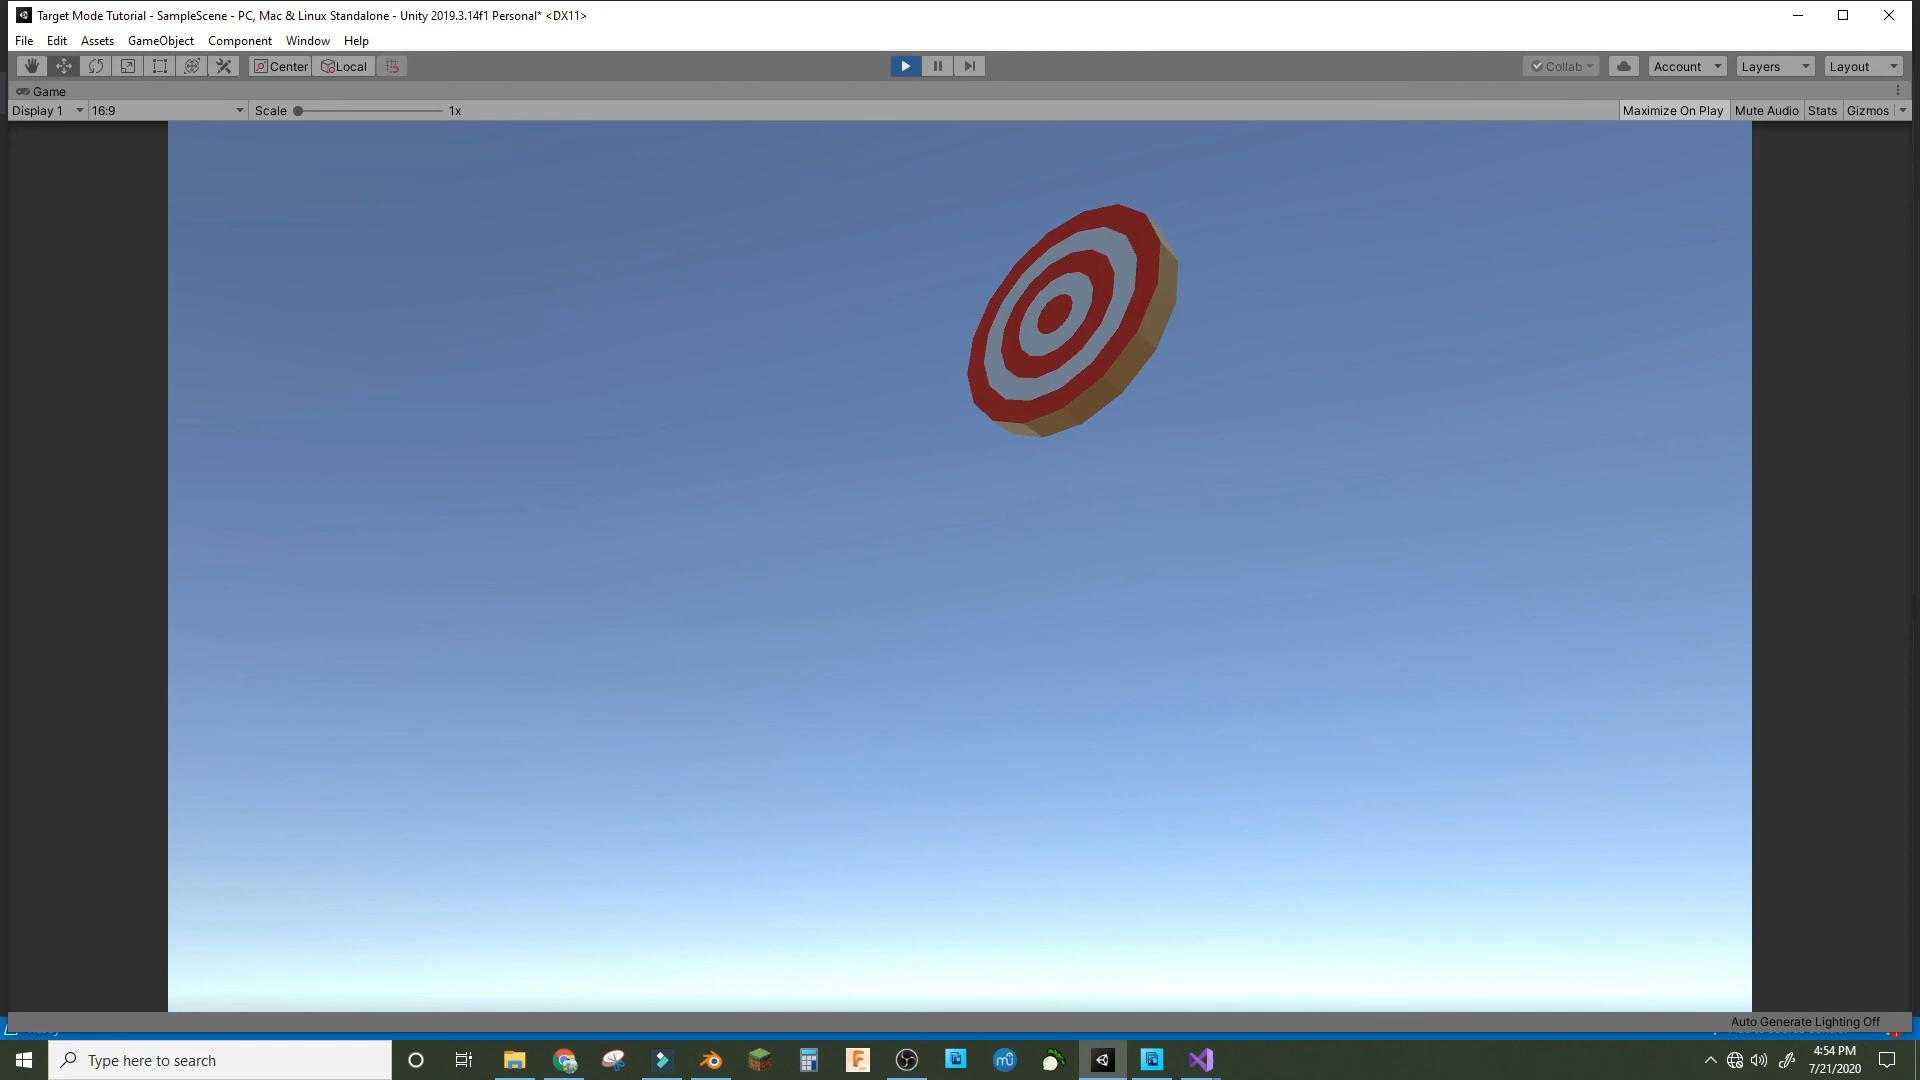 Target Mode Tutorial - SampleScene - PC, Mac & Linux Standalone - Unity 2019.3.14f1 Personal* <DX11>
File Edit Assets GameObject Component Window Help
Center Local Collab Account Layers Layout
Game
Display 1 16:9 Scale 1x Maximize On Play Mute Audio Stats Gizmos
Auto Generate Lighting Off
Type here to search
4:54 PM
7/21/2020